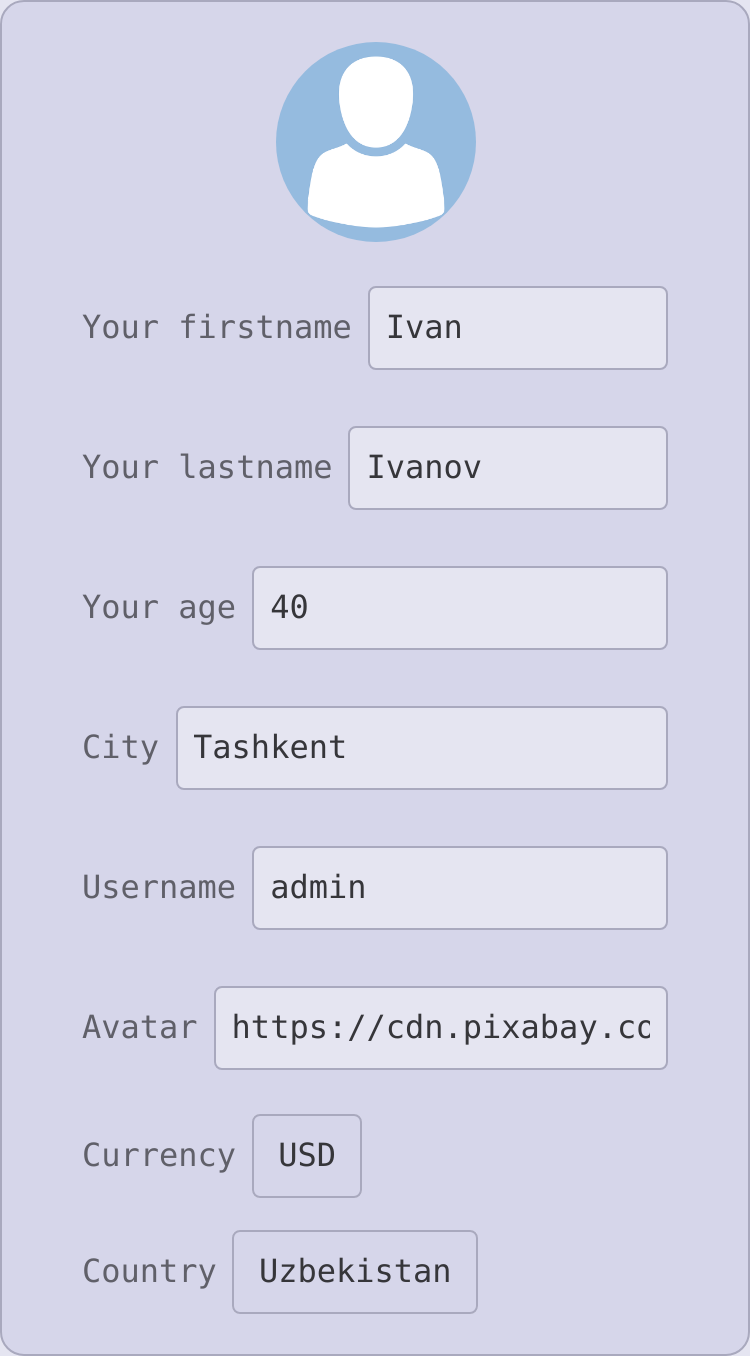 Your firstname Ivan
Your lastname Ivanov
Your age 40
City Tashkent
Username admin
Avatar https://cdn.pixabay.co
Currency USD
Country Uzbekistan